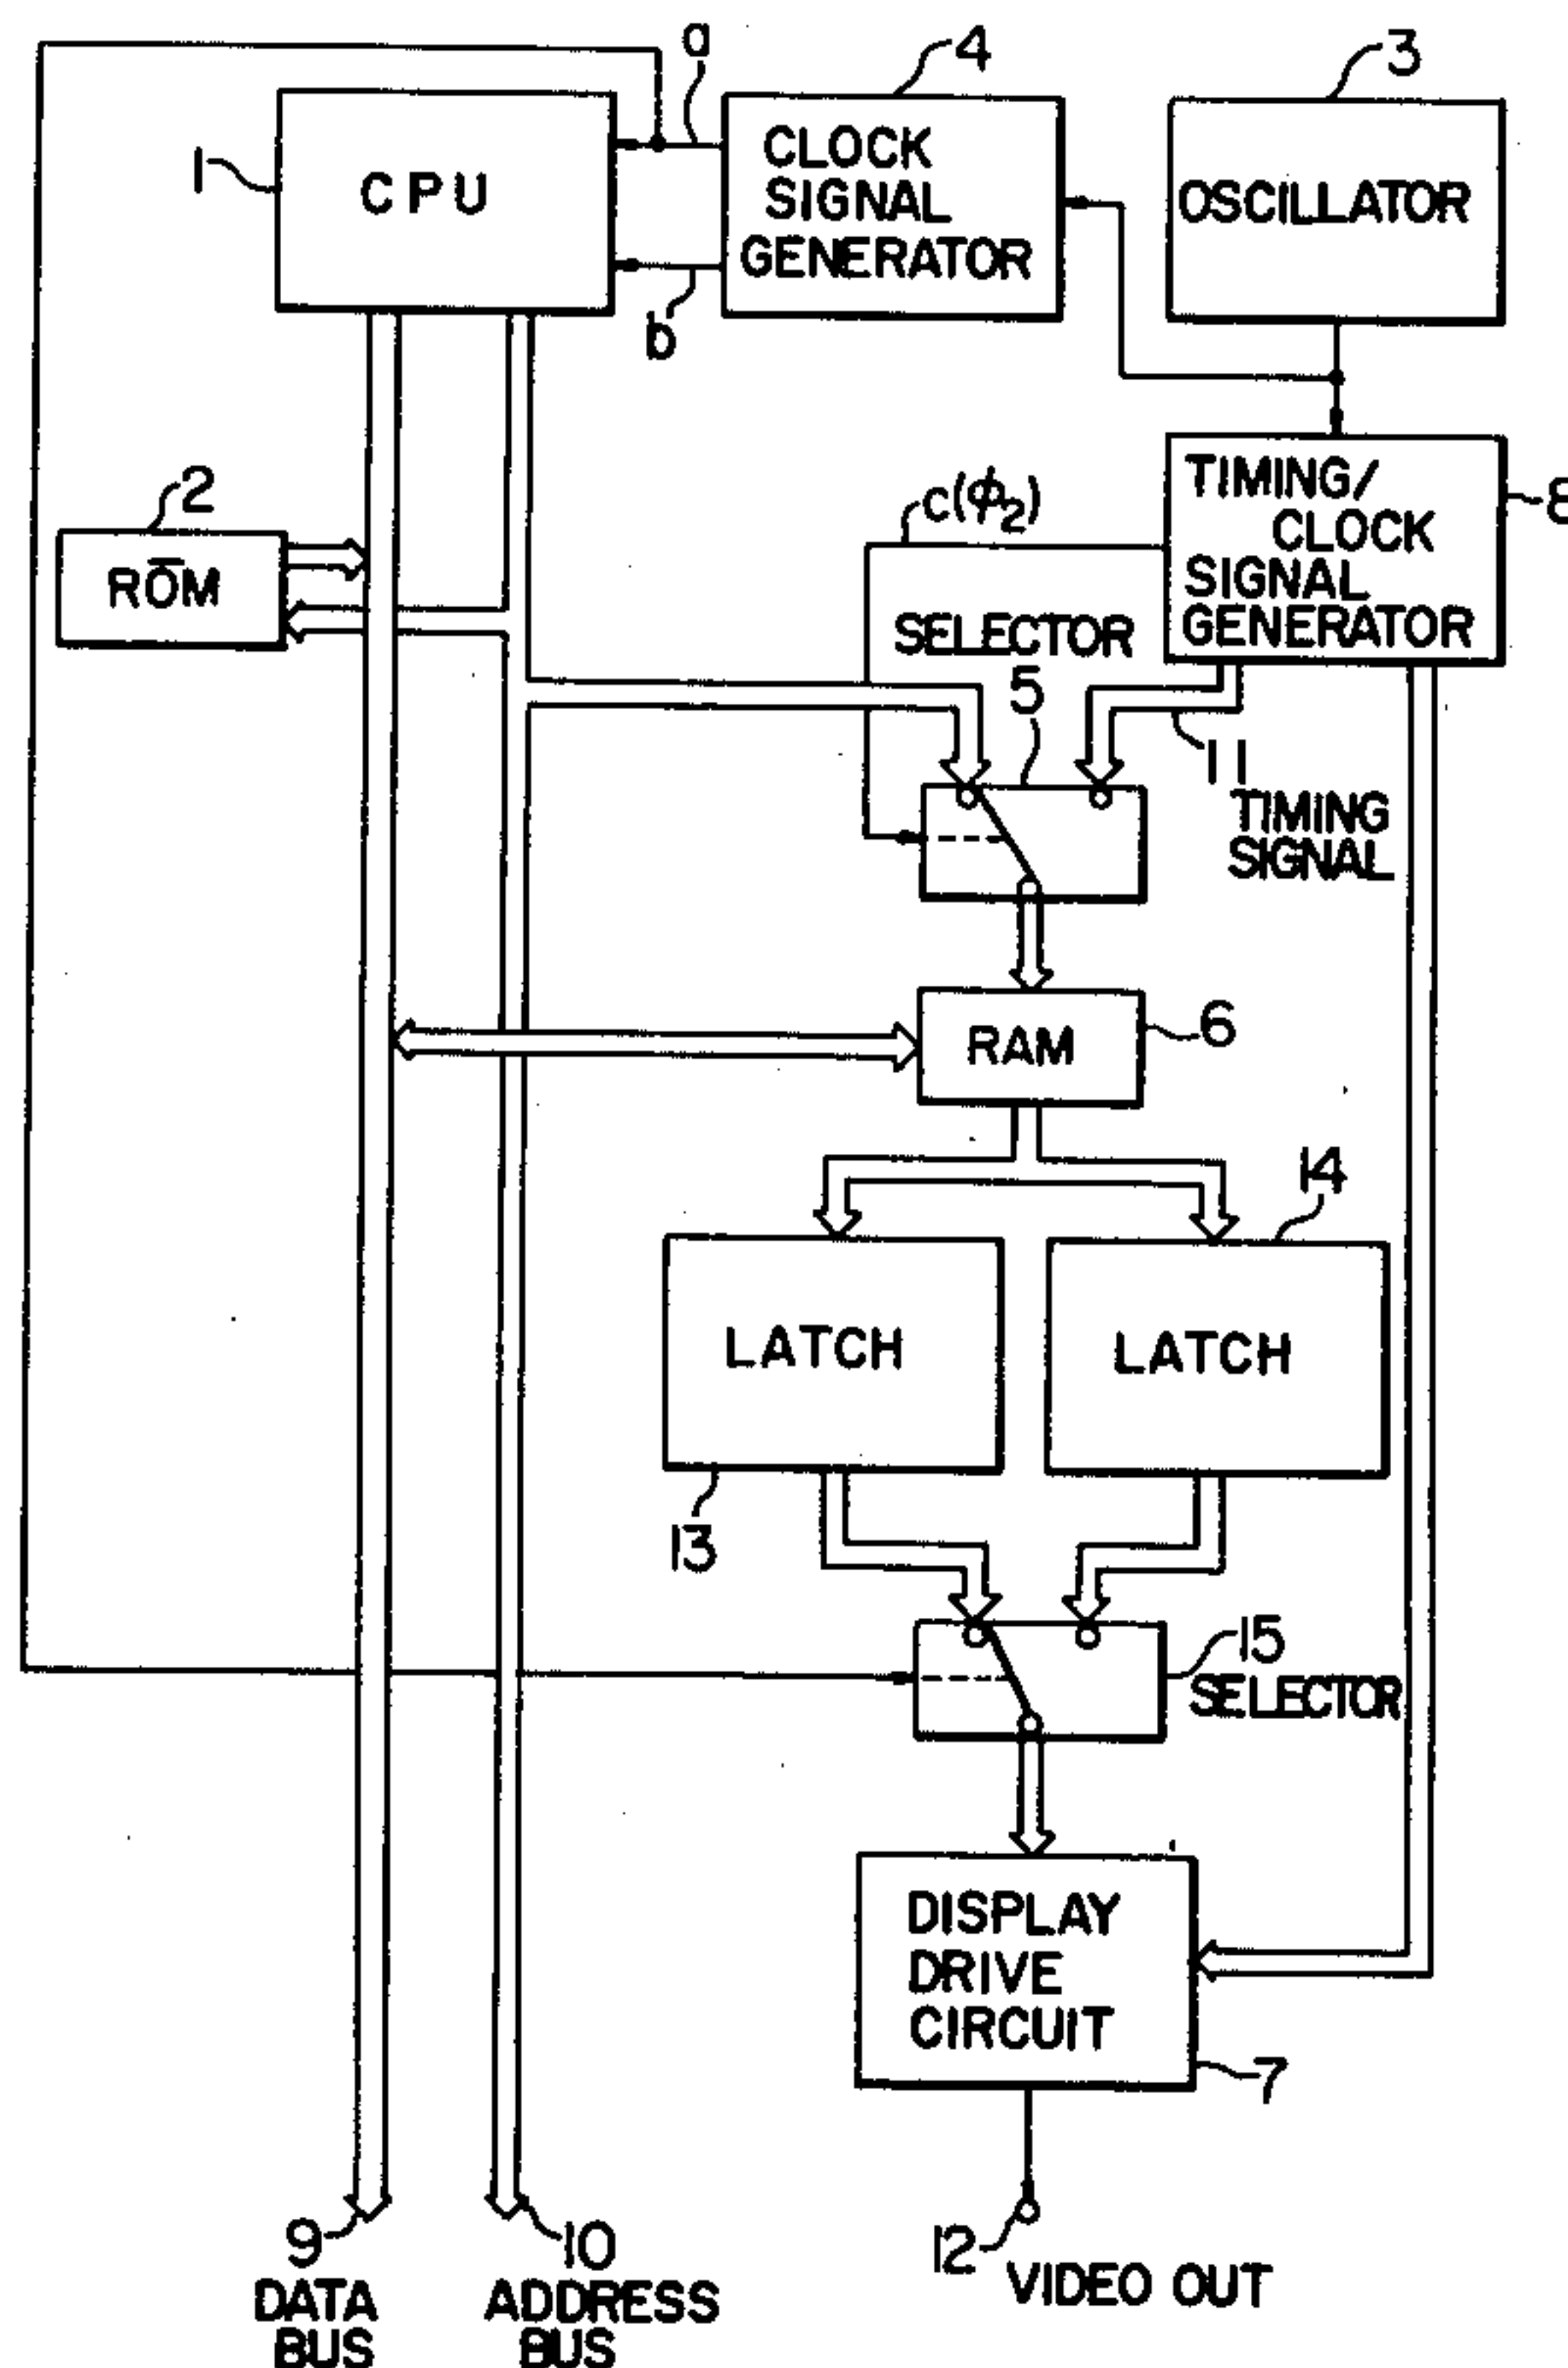 a
4
3
1
CPU
CLOCK
SIGNAL
GENERATOR
OSCILLATOR
b
2
ROM
c(ϕ2)
TIMING/
CLOCK
SIGNAL
GENERATOR
8
SELECTOR
5
11
TIMING
SIGNAL
RAM
6
14
LATCH
LATCH
13
15
SELECTOR
DISPLAY
DRIVE
CIRCUIT
7
9
DATA
BUS
10
ADDRESS
BUS
12
VIDEO OUT